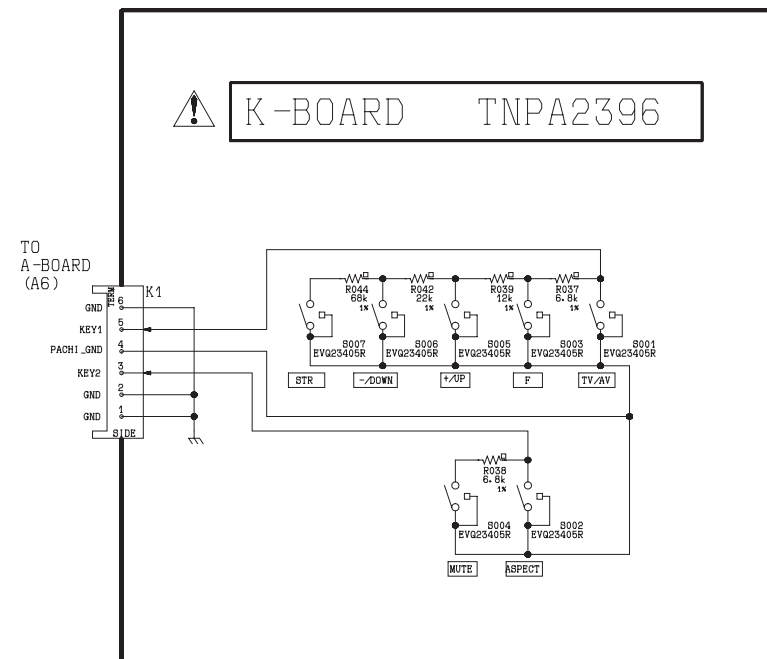 K-BOARD TNPA2396
TO
A-BOARD
(A6)
TERM
K1
GND 6
KEY1 5
PACHI_GND 4
KEY2 3
GND 2
GND 1
SIDE
R044
68k
1%
R042
22k
1%
R039
12k
1%
R037
6.8k
1%
S007
EVQ23405R
S006
EVQ23405R
S005
EVQ23405R
S003
EVQ23405R
S001
EVQ23405R
STR
-/DOWN
+/UP
F
TV/AV
R038
6.8k
1%
S004
EVQ23405R
S002
EVQ23405R
MUTE
ASPECT